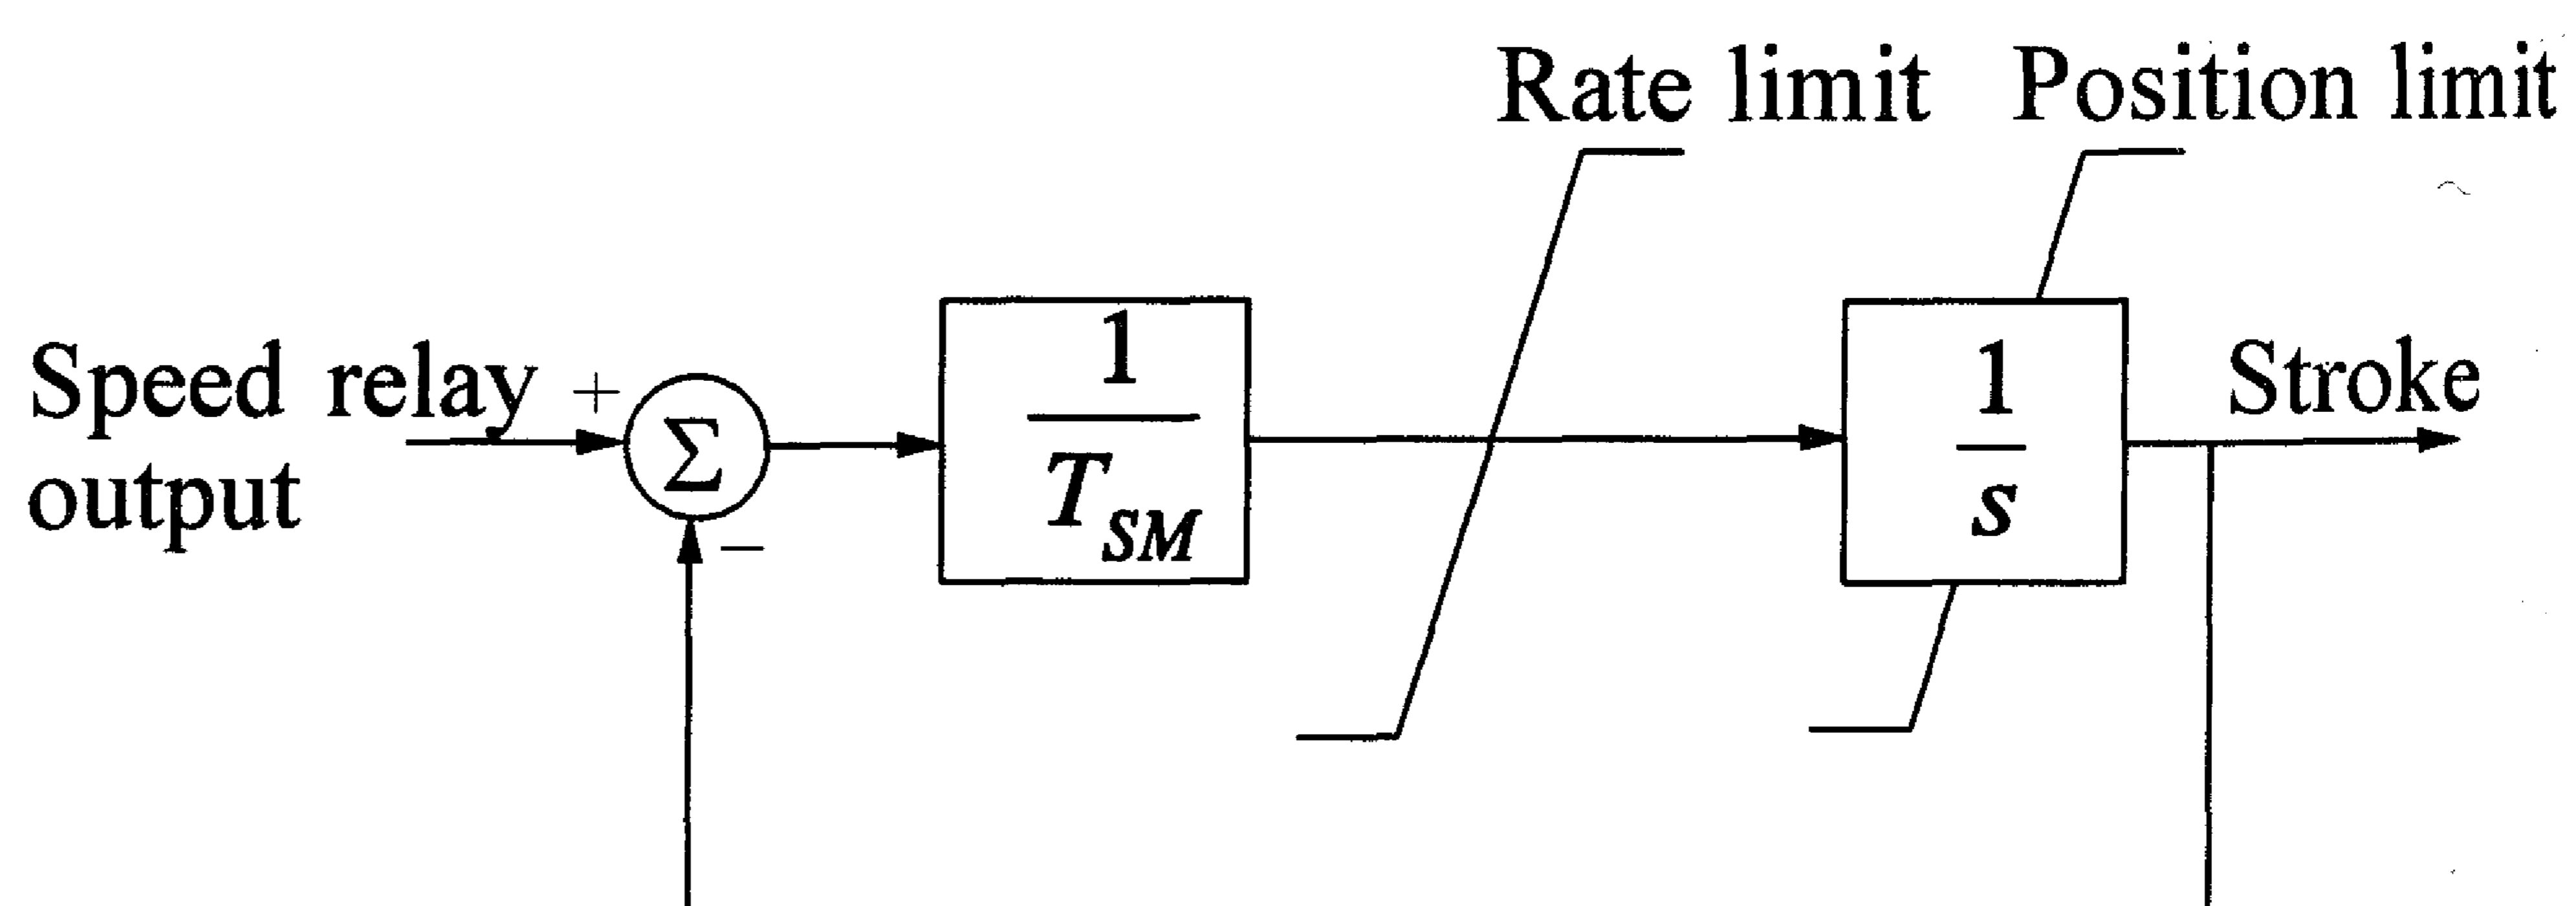 Rate limit Position limit
Speed relay
output
+
−
Σ
1
T_SM
1
s
Stroke